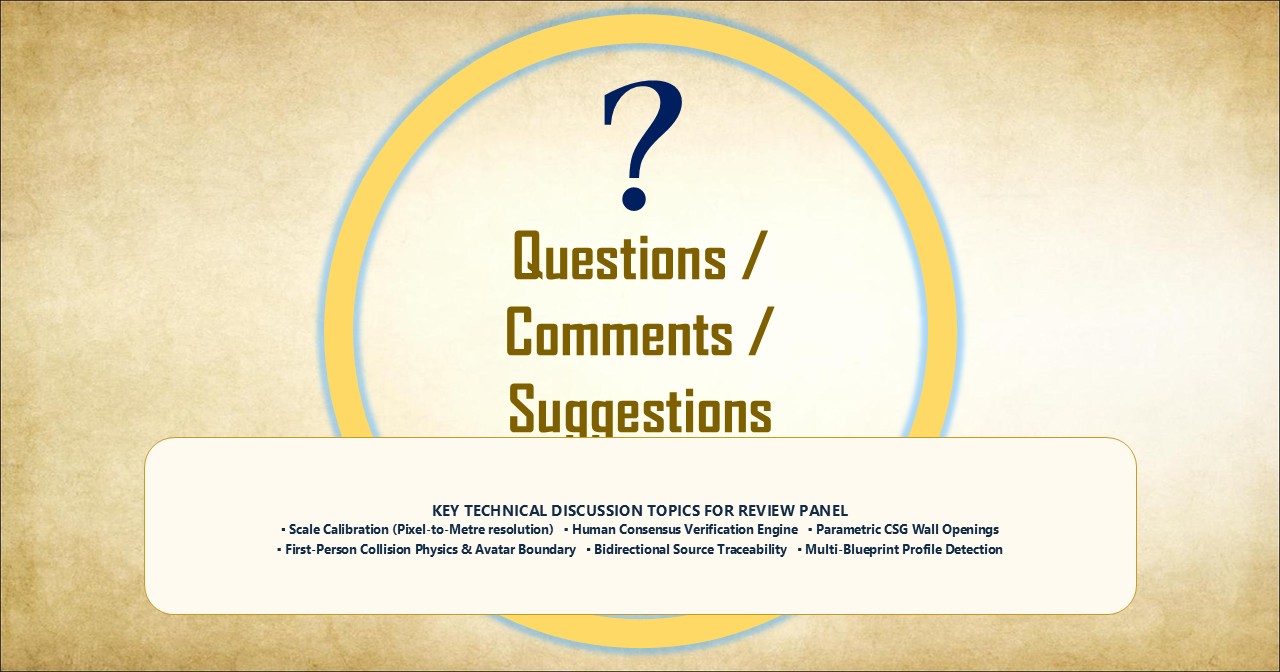 ?
Questions /
Comments /
Suggestions
KEY TECHNICAL DISCUSSION TOPICS FOR REVIEW PANEL
▪ Scale Calibration (Pixel-to-Metre resolution) ▪ Human Consensus Verification Engine ▪ Parametric CSG Wall Openings
▪ First-Person Collision Physics & Avatar Boundary ▪ Bidirectional Source Traceability ▪ Multi-Blueprint Profile Detection